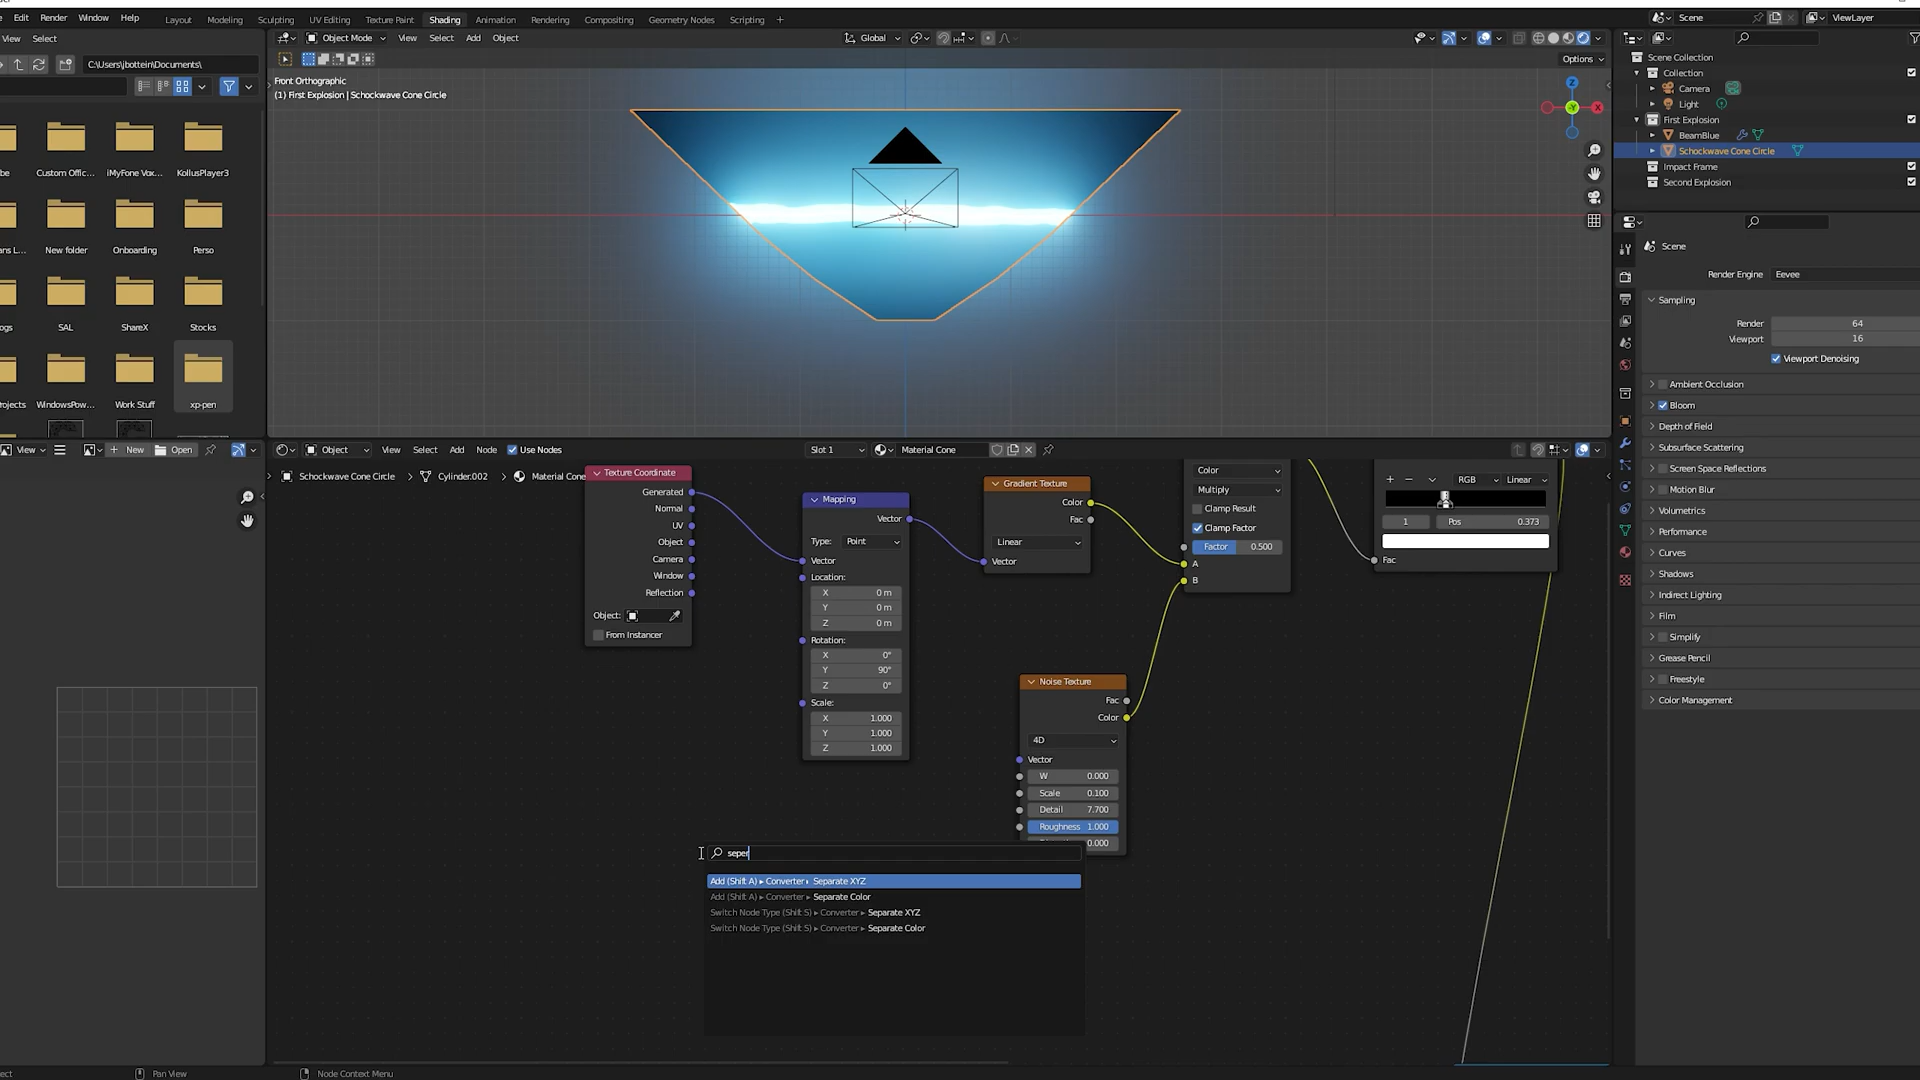 Edit Render Window Help Layout Modeling Sculpting UV Editing Texture Paint Shading Animation Rendering Compositing Geometry Nodes Scripting + Scene ViewLayer
View Select Object Mode View Select Add Object Global
C:\Users\jbottein\Documents\
Options
Front Orthographic
(1) First Explosion | Schockwave Cone Circle
Z
-Y
X
Custom Offic... iMyFone Vox... KollusPlayer3
New folder Onboarding Perso
SAL ShareX Stocks
WindowsPow... Work Stuff xp-pen
Scene Collection
Collection
Camera
Light
First Explosion
BeamBlue
Schockwave Cone Circle
Impact Frame
Second Explosion
Scene
Render Engine Eevee
Sampling
Render 64
Viewport 16
Viewport Denoising
Ambient Occlusion
Bloom
Depth of Field
Subsurface Scattering
Screen Space Reflections
Motion Blur
Volumetrics
Performance
Curves
Shadows
Indirect Lighting
Film
Simplify
Grease Pencil
Freestyle
Color Management
View New Open
Object View Select Add Node Use Nodes Slot 1 Material Cone
Schockwave Cone Circle Cylinder.002 Material Cone
Texture Coordinate
Generated
Normal
UV
Object
Camera
Window
Reflection
Object:
From Instancer
Mapping
Vector
Type: Point
Vector
Location:
X 0 m
Y 0 m
Z 0 m
Rotation:
X 0°
Y 90°
Z 0°
Scale:
X 1.000
Y 1.000
Z 1.000
Gradient Texture
Color
Fac
Linear
Vector
Color
Multiply
Clamp Result
Clamp Factor
Factor 0.500
A
B
RGB Linear
1 Pos 0.373
Fac
Noise Texture
Fac
Color
4D
Vector
W 0.000
Scale 0.100
Detail 7.700
Roughness 1.000
0.000
seper
Add (Shift A) ▸ Converter ▸ Separate XYZ
Add (Shift A) ▸ Converter ▸ Separate Color
Switch Node Type (Shift S) ▸ Converter ▸ Separate XYZ
Switch Node Type (Shift S) ▸ Converter ▸ Separate Color
Pan View Node Context Menu